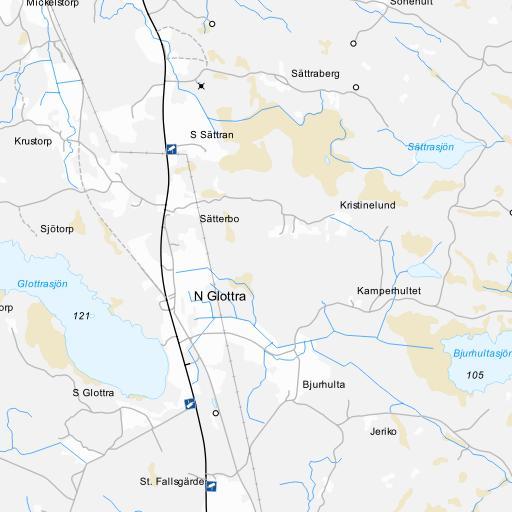 Mickelstorp
Sonehult
Sättraberg
S Sättran
Krustorp
Sättrasjön
Kristinelund
Sätterbo
Sjötorp
Glottrasjön
Kamperhultet
N Glottra
orp
121
Bjurhultasjön
105
Bjurhulta
S Glottra
Jeriko
St. Fallsgärde